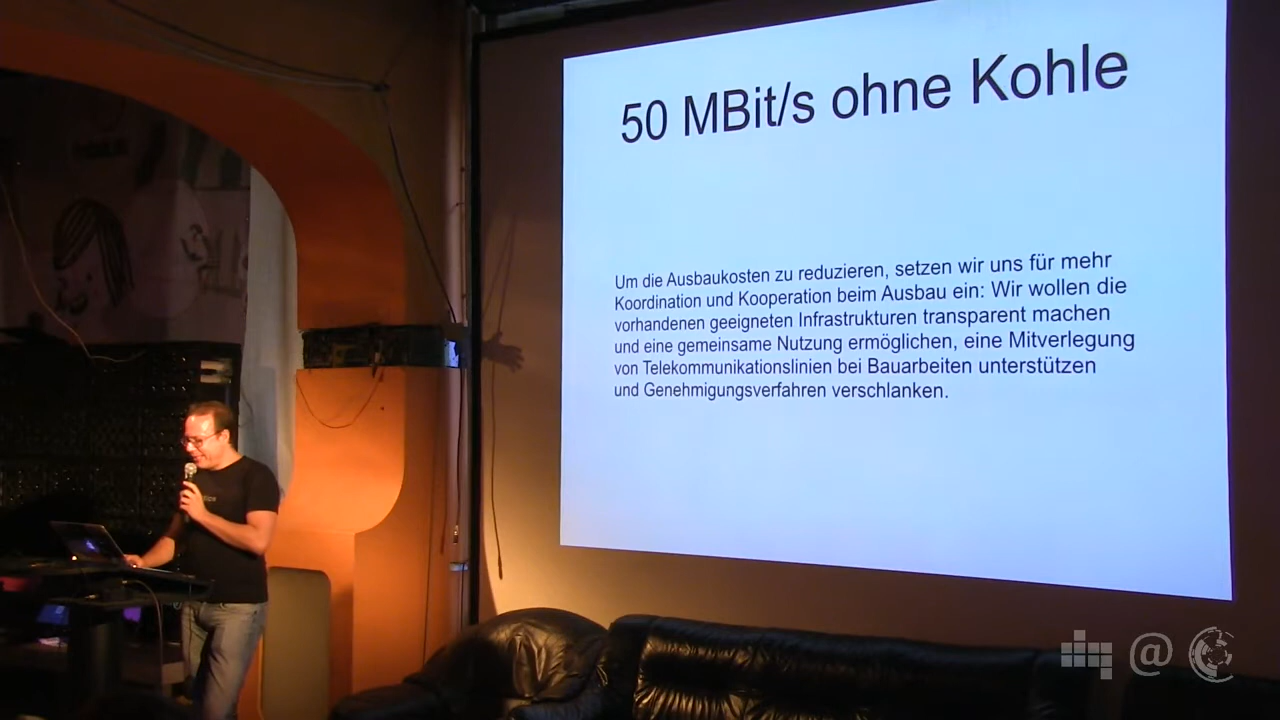 50 MBit/s ohne Kohle
Um die Ausbaukosten zu reduzieren, setzen wir uns für mehr
Koordination und Kooperation beim Ausbau ein: Wir wollen die
vorhandenen geeigneten Infrastrukturen transparent machen
und eine gemeinsame Nutzung ermöglichen, eine Mitverlegung
von Telekommunikationslinien bei Bauarbeiten unterstützen
und Genehmigungsverfahren verschlanken.
@